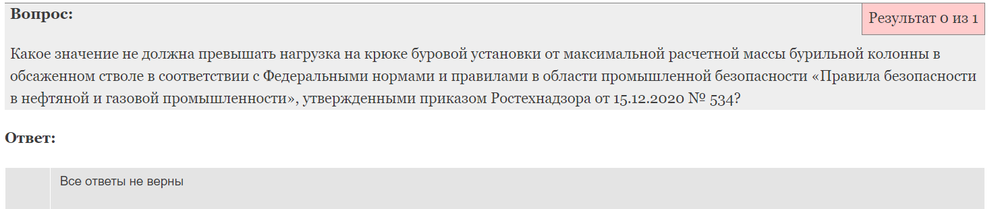 Вопрос:
Результат 0 из 1
Какое значение не должна превышать нагрузка на крюке буровой установки от максимальной расчетной массы бурильной колонны в
обсаженном стволе в соответствии с Федеральными нормами и правилами в области промышленной безопасности «Правила безопасности
в нефтяной и газовой промышленности», утвержденными приказом Ростехнадзора от 15.12.2020 № 534?
Ответ:
Все ответы не верны